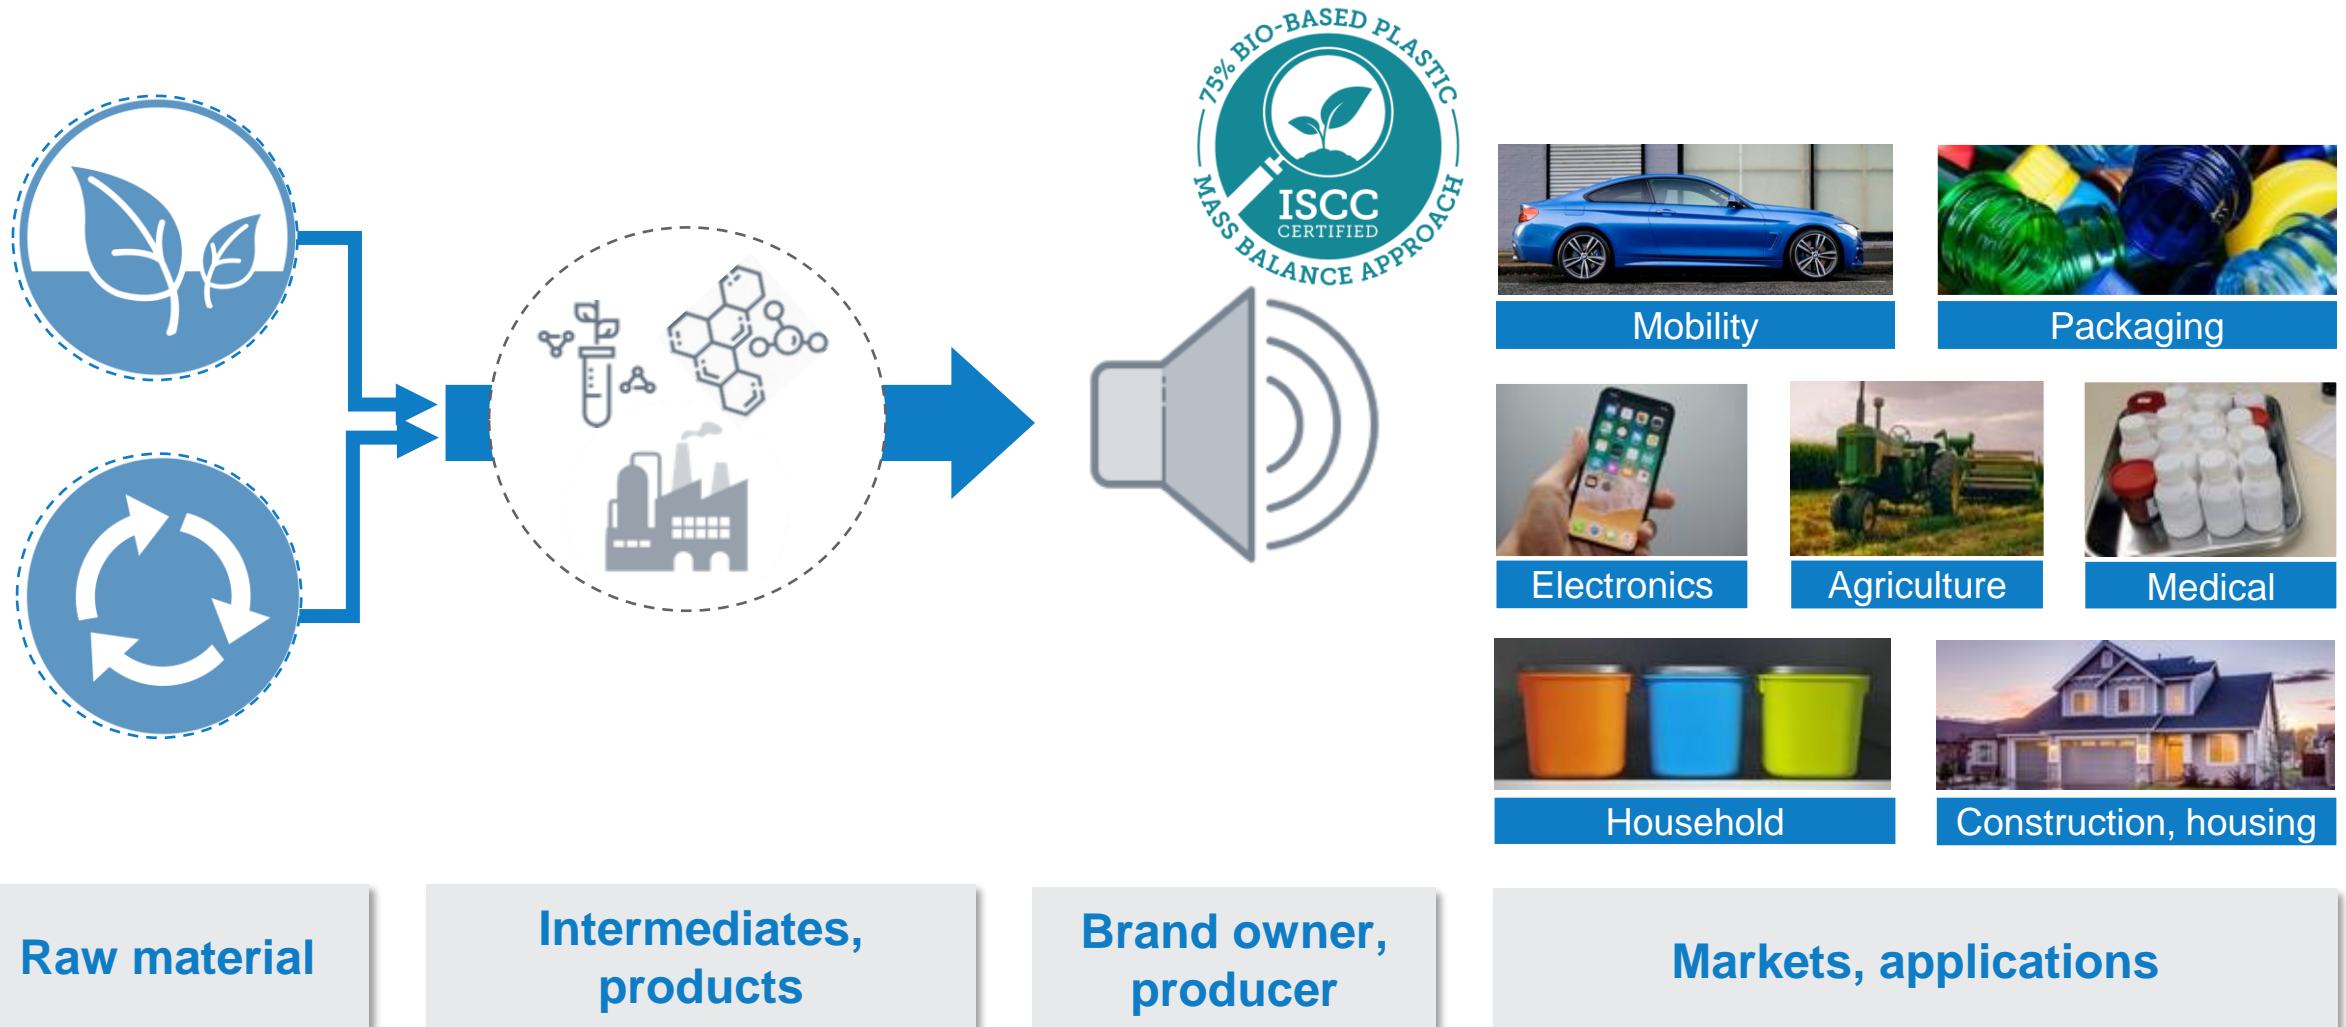 75% BIO-BASED PLASTIC
ISCC
CERTIFIED
MASS BALANCE APPROACH
Mobility
Packaging
Electronics
Agriculture
Medical
Household
Construction, housing
Raw material
Intermediates,
products
Brand owner,
producer
Markets, applications